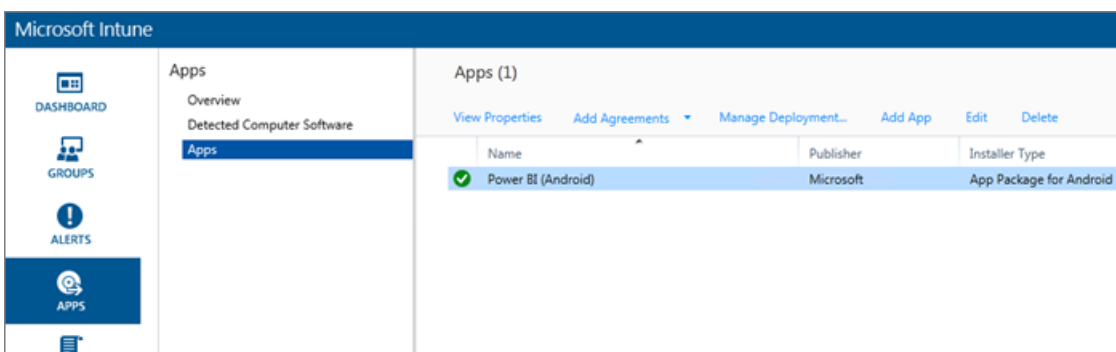 Microsoft Intune
DASHBOARD
GROUPS
ALERTS
APPS
Apps
Overview
Detected Computer Software
Apps
Apps (1)
View Properties Add Agreements Manage Deployment... Add App Edit Delete
Name Publisher Installer Type
Power BI (Android) Microsoft App Package for Android